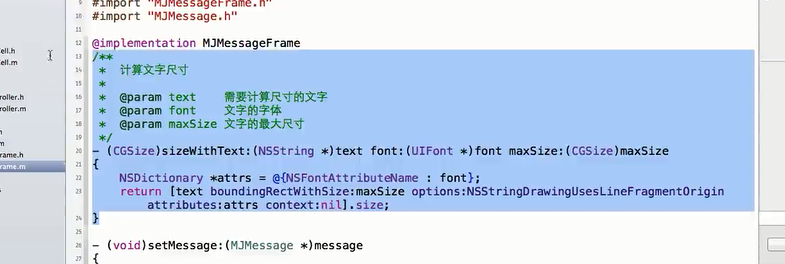 9 #import "MJMessageFrame.h"
10 #import "MJMessage.h"
11
12 @implementation MJMessageFrame
13 /**
14 *  计算文字尺寸
15 *
16 *  @param text    需要计算尺寸的文字
17 *  @param font    文字的字体
18 *  @param maxSize 文字的最大尺寸
19 */
20 - (CGSize)sizeWithText:(NSString *)text font:(UIFont *)font maxSize:(CGSize)maxSize
21 {
22 NSDictionary *attrs = @{NSFontAttributeName : font};
23 return [text boundingRectWithSize:maxSize options:NSStringDrawingUsesLineFragmentOrigin
attributes:attrs context:nil].size;
24 }
25
26 - (void)setMessage:(MJMessage *)message
27 {
ell.h
ell.m
roller.h
roller.m
h
m
rame.h
rame.m